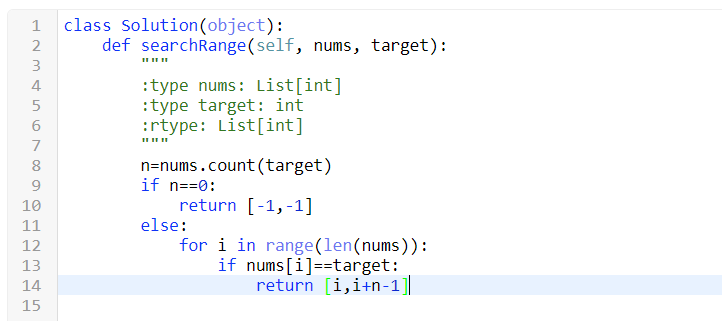 1 class Solution(object):
2     def searchRange(self, nums, target):
3         """
4         :type nums: List[int]
5         :type target: int
6         :rtype: List[int]
7         """
8         n=nums.count(target)
9         if n==0:
10             return [-1,-1]
11         else:
12             for i in range(len(nums)):
13                 if nums[i]==target:
14                     return [i,i+n-1]
15